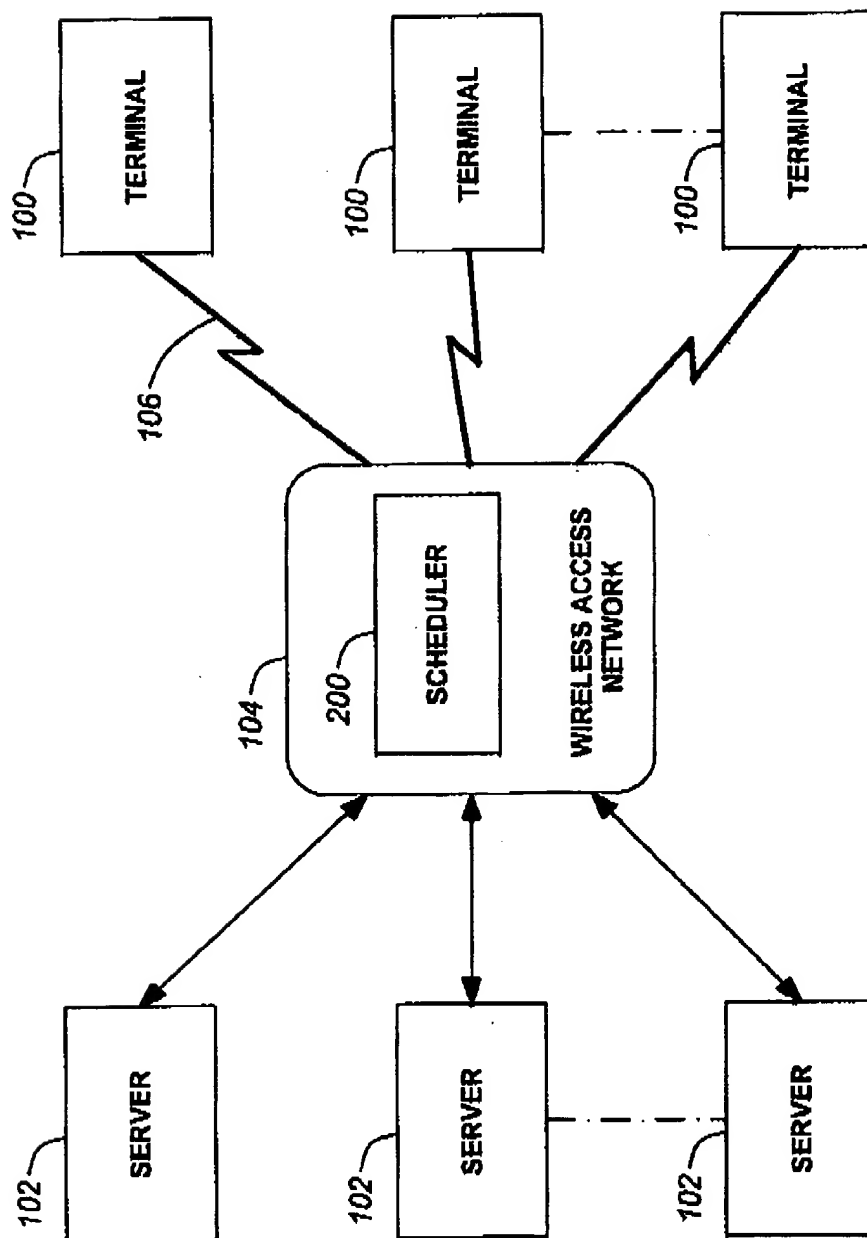 100
TERMINAL
100
TERMINAL
100
TERMINAL
106
104
200
SCHEDULER
WIRELESS ACCESS
NETWORK
102
SERVER
102
SERVER
102
SERVER